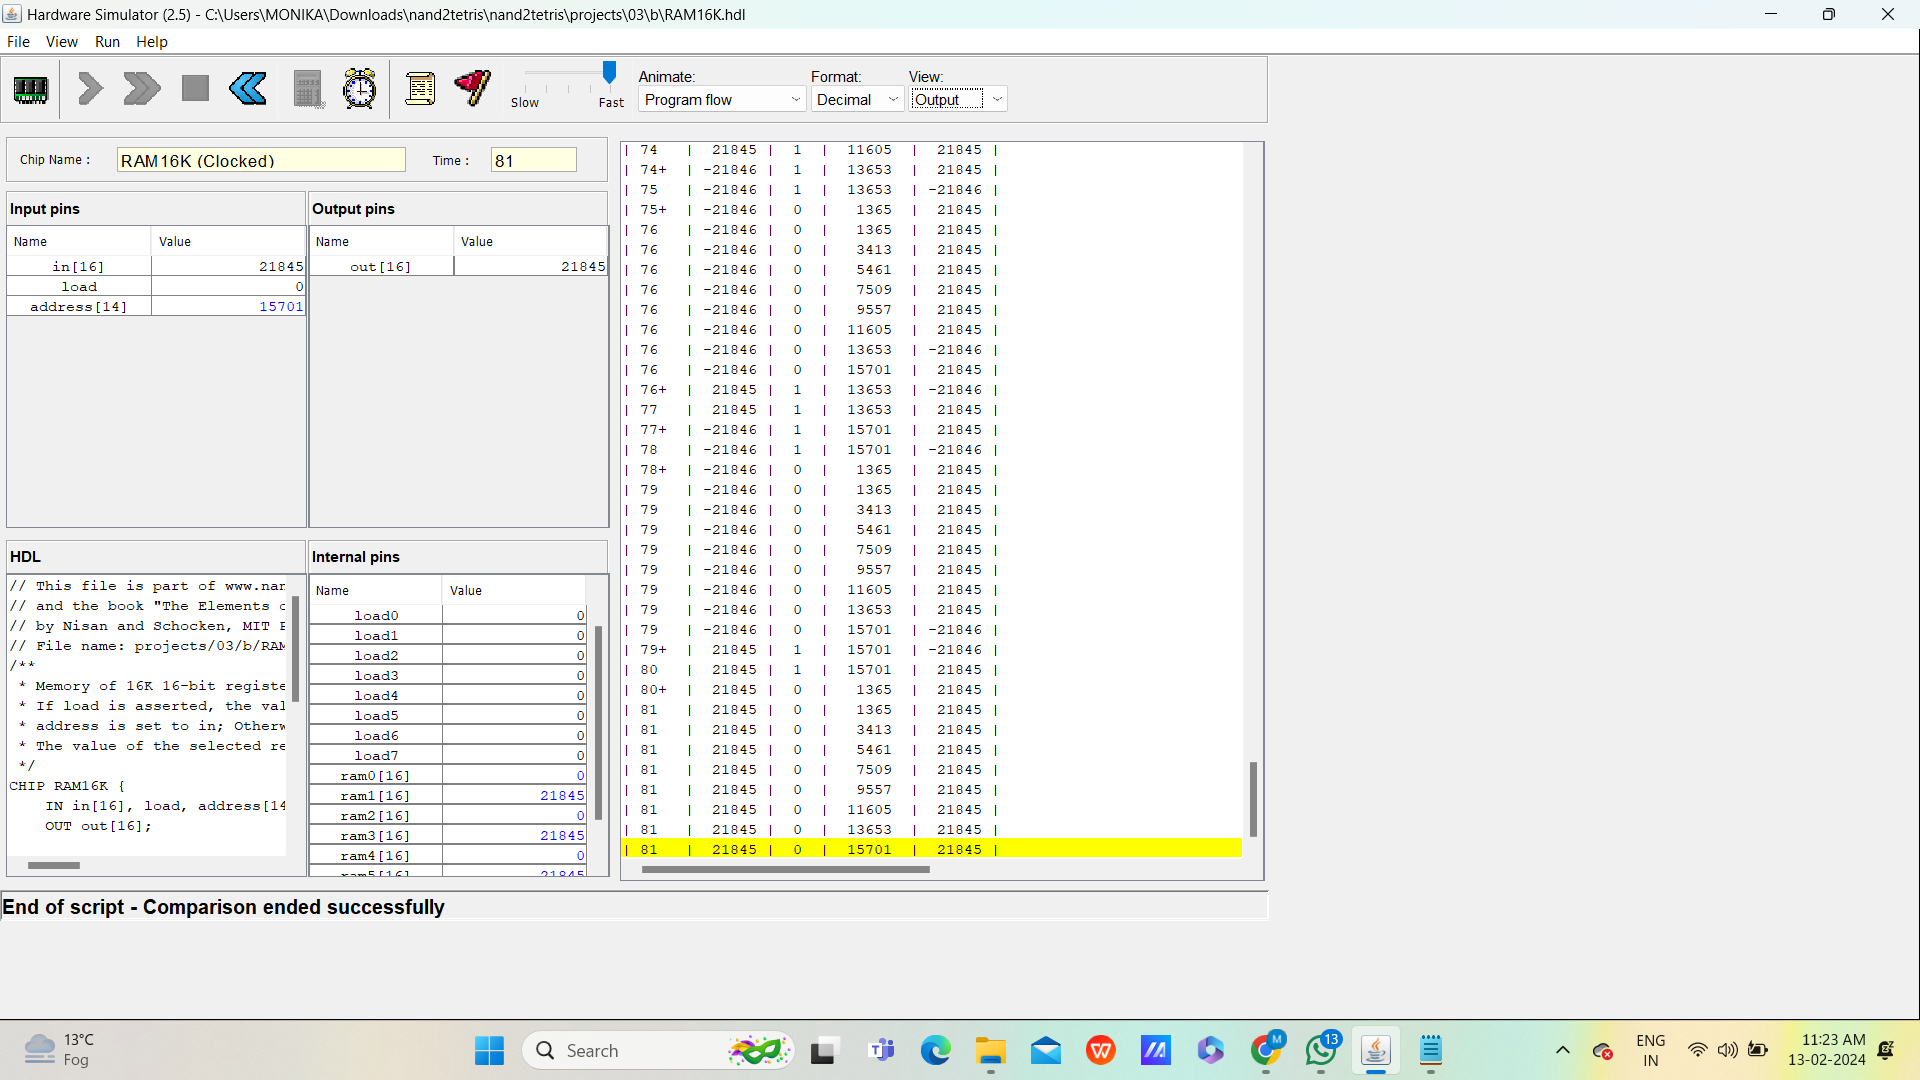 Hardware Simulator (2.5) - C:\Users\MONIKA\Downloads\nand2tetris\nand2tetris\projects\03\b\RAM16K.hdl
File View Run Help
Slow Fast
Animate: Format: View:
Program flow Decimal Output
Chip Name : RAM16K (Clocked) Time : 81
Input pins
Name Value
in[16] 21845
load 0
address[14] 15701
Output pins
Name Value
out[16] 21845
HDL
// This file is part of www.nan
// and the book "The Elements o
// by Nisan and Schocken, MIT P
// File name: projects/03/b/RAM
/**
* Memory of 16K 16-bit registe
* If load is asserted, the val
* address is set to in; Otherw
* The value of the selected re
*/
CHIP RAM16K {
IN in[16], load, address[14
OUT out[16];
Internal pins
Name Value
load0 0
load1 0
load2 0
load3 0
load4 0
load5 0
load6 0
load7 0
ram0[16] 0
ram1[16] 21845
ram2[16] 0
ram3[16] 21845
ram4[16] 0
ram5[16] 21845
| 74 | 21845 | 1 | 11605 | 21845 |
| 74+ | -21846 | 1 | 13653 | 21845 |
| 75 | -21846 | 1 | 13653 | -21846 |
| 75+ | -21846 | 0 | 1365 | 21845 |
| 76 | -21846 | 0 | 1365 | 21845 |
| 76 | -21846 | 0 | 3413 | 21845 |
| 76 | -21846 | 0 | 5461 | 21845 |
| 76 | -21846 | 0 | 7509 | 21845 |
| 76 | -21846 | 0 | 9557 | 21845 |
| 76 | -21846 | 0 | 11605 | 21845 |
| 76 | -21846 | 0 | 13653 | -21846 |
| 76 | -21846 | 0 | 15701 | 21845 |
| 76+ | 21845 | 1 | 13653 | -21846 |
| 77 | 21845 | 1 | 13653 | 21845 |
| 77+ | -21846 | 1 | 15701 | 21845 |
| 78 | -21846 | 1 | 15701 | -21846 |
| 78+ | -21846 | 0 | 1365 | 21845 |
| 79 | -21846 | 0 | 1365 | 21845 |
| 79 | -21846 | 0 | 3413 | 21845 |
| 79 | -21846 | 0 | 5461 | 21845 |
| 79 | -21846 | 0 | 7509 | 21845 |
| 79 | -21846 | 0 | 9557 | 21845 |
| 79 | -21846 | 0 | 11605 | 21845 |
| 79 | -21846 | 0 | 13653 | 21845 |
| 79 | -21846 | 0 | 15701 | -21846 |
| 79+ | 21845 | 1 | 15701 | -21846 |
| 80 | 21845 | 1 | 15701 | 21845 |
| 80+ | 21845 | 0 | 1365 | 21845 |
| 81 | 21845 | 0 | 1365 | 21845 |
| 81 | 21845 | 0 | 3413 | 21845 |
| 81 | 21845 | 0 | 5461 | 21845 |
| 81 | 21845 | 0 | 7509 | 21845 |
| 81 | 21845 | 0 | 9557 | 21845 |
| 81 | 21845 | 0 | 11605 | 21845 |
| 81 | 21845 | 0 | 13653 | 21845 |
| 81 | 21845 | 0 | 15701 | 21845 |
End of script - Comparison ended successfully
13°C
Fog
Search
M
13
ENG
IN
11:23 AM
13-02-2024